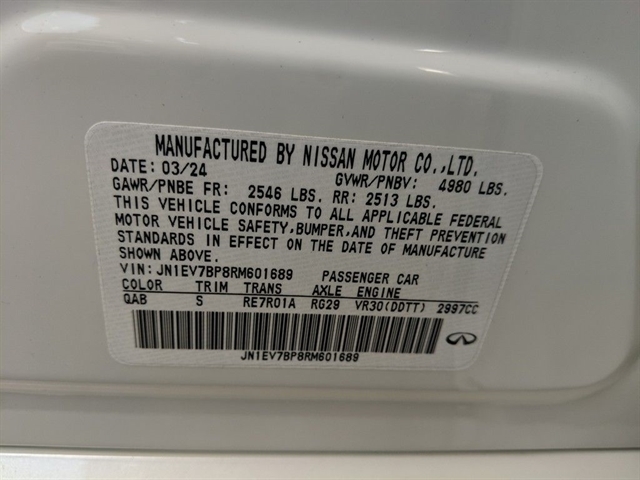 MANUFACTURED BY NISSAN MOTOR CO.,LTD.
DATE: 03/24 GVWR/PNBV: 4980 LBS.
GAWR/PNBE FR: 2546 LBS. RR: 2513 LBS.
THIS VEHICLE CONFORMS TO ALL APPLICABLE FEDERAL
MOTOR VEHICLE SAFETY,BUMPER,AND THEFT PREVENTION
STANDARDS IN EFFECT ON THE DATE OF MANUFACTURE
SHOWN ABOVE.
VIN: JN1EV7BP8RM601689 PASSENGER CAR
COLOR TRIM TRANS AXLE ENGINE
QAB S RE7R01A RG29 VR30(DDTT) 2997CC
JN1EV7BP8RM601689